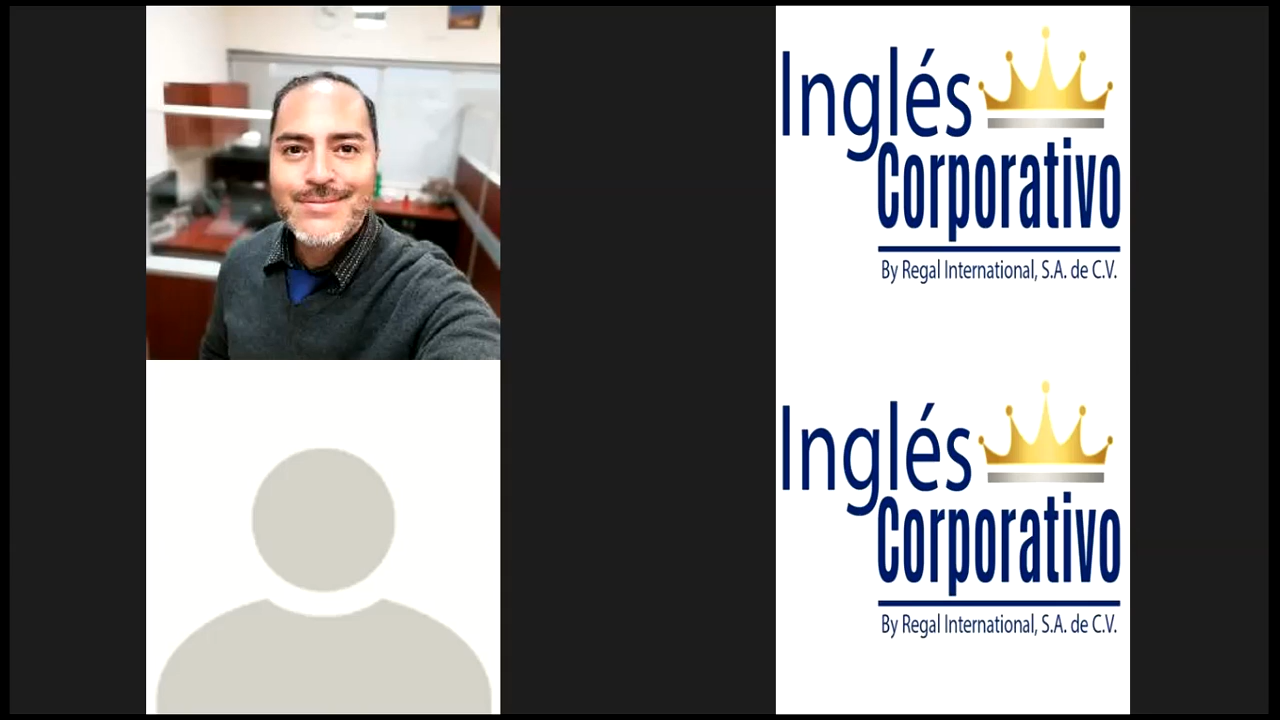 Inglés
Corporativo
By Regal International, S.A. de C.V.
Inglés
Corporativo
By Regal International, S.A. de C.V.